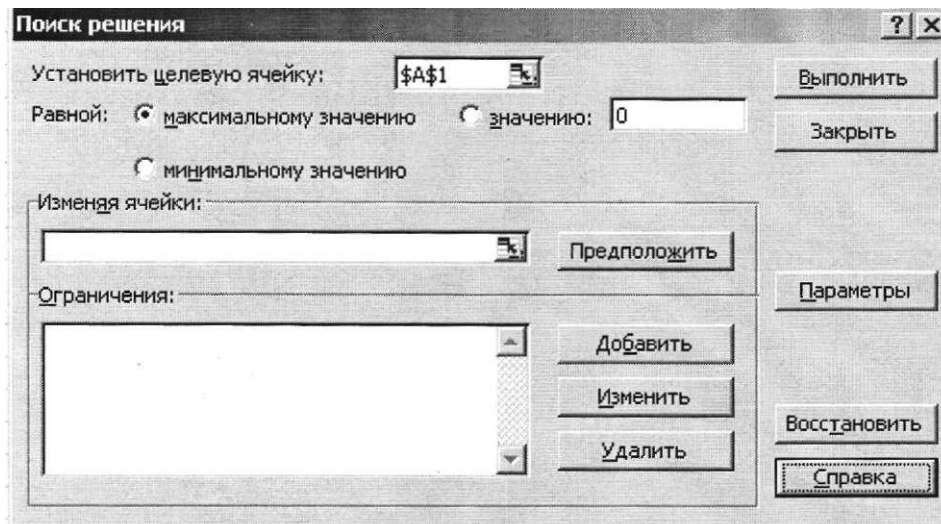 Поиск решения ? ×
Установить целевую ячейку: $A$1
Выполнить
Равной: максимальному значению значению: 0
Закрыть
минимальному значению
Изменяя ячейки:
Предположить
Параметры
Ограничения:
Добавить
Изменить
Восстановить
Удалить
Справка